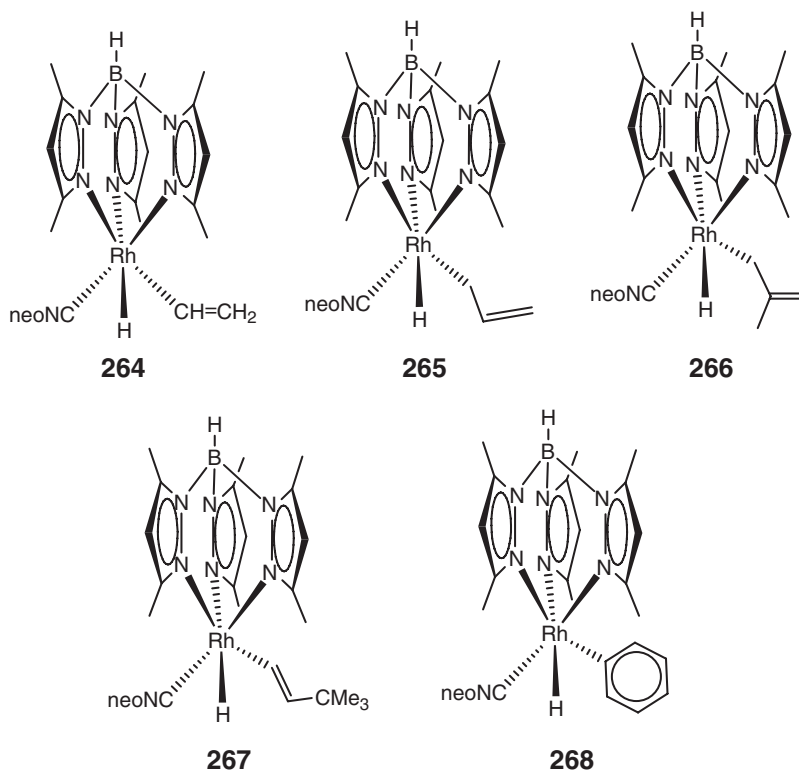 H H H
B B B
N N N N N N N N N
N N N N N N N N N
Rh Rh Rh
neoNC H CH=CH₂ neoNC H neoNC H
264 265 266
H H
B B
N N N N N N
N N N N N N
Rh Rh
neoNC H CMe₃ neoNC H
267 268